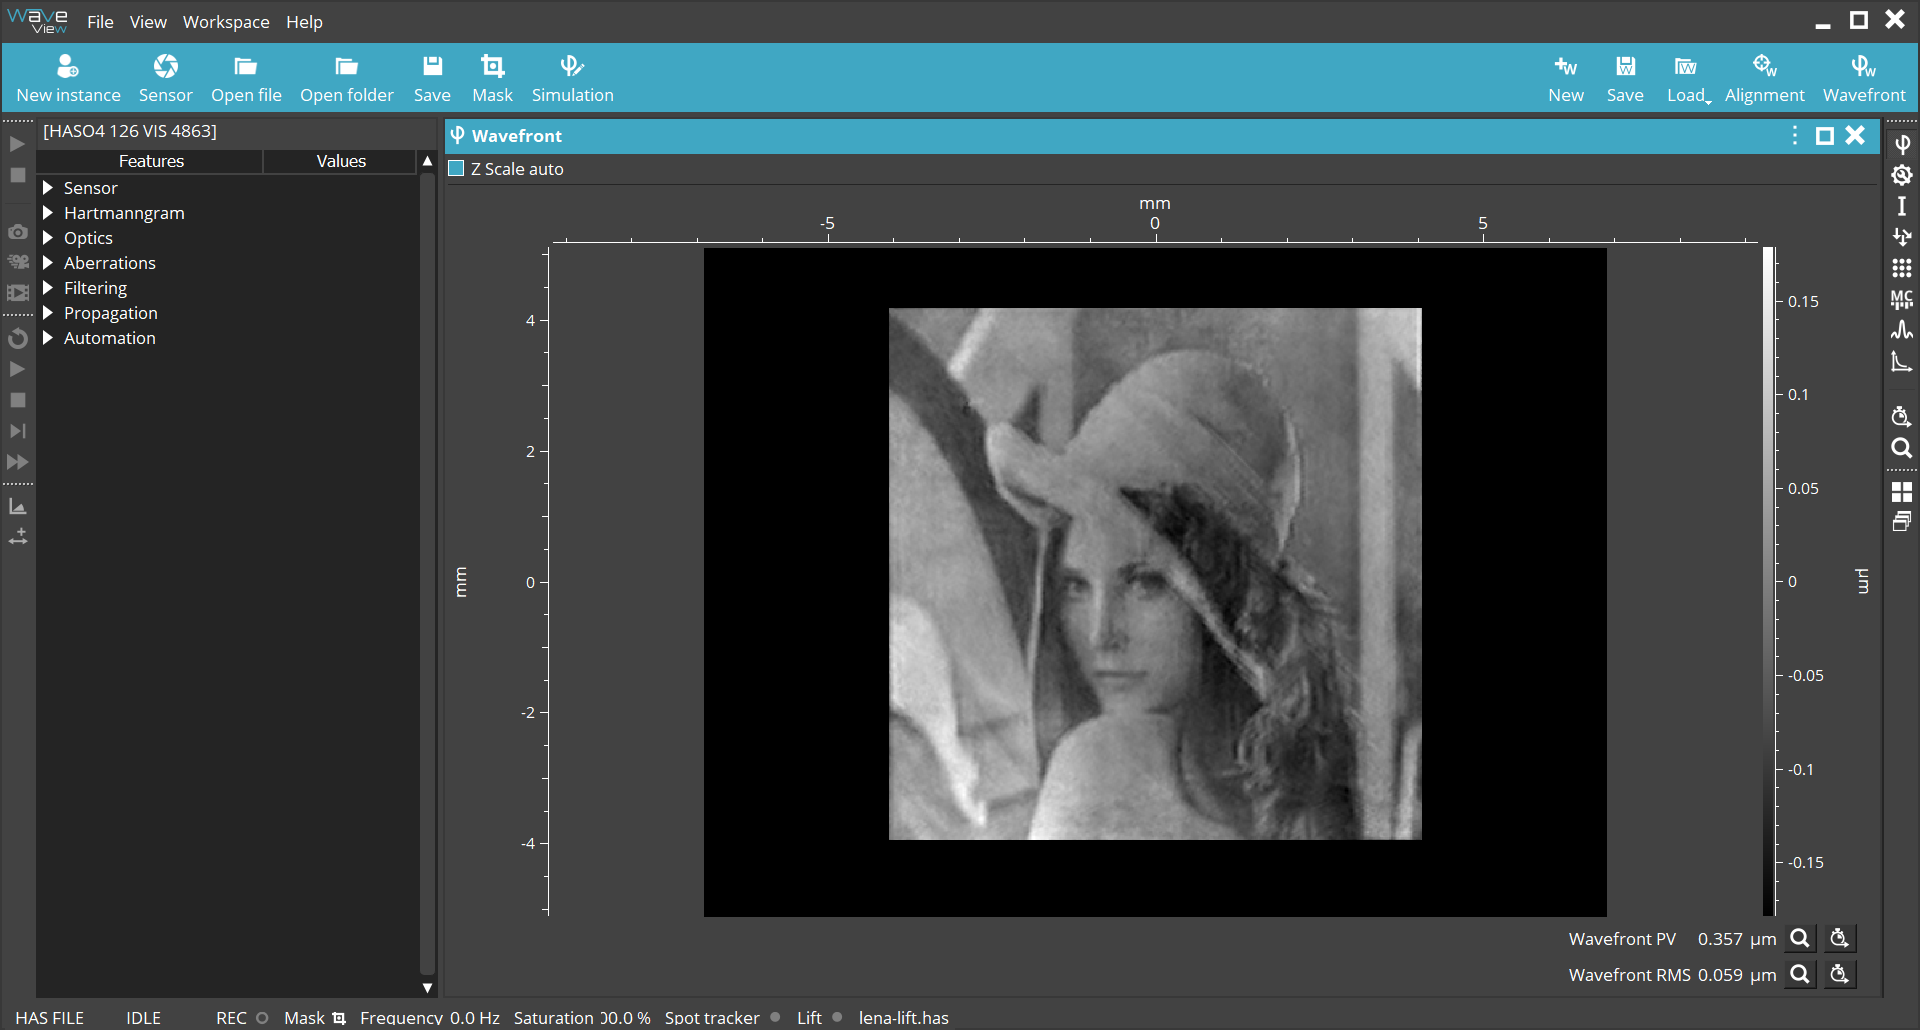 Wave View File View Workspace Help
New instance Sensor Open file Open folder Save Mask Simulation New Save Load Alignment Wavefront
[HASO4 126 VIS 4863]
Features Values
Sensor
Hartmanngram
Optics
Aberrations
Filtering
Propagation
Automation
Wavefront
Z Scale auto
mm
-5 0 5
mm
4
2
0
-2
-4
0.15
0.1
0.05
0
-0.05
-0.1
-0.15
µm
Wavefront PV 0.357 µm
Wavefront RMS 0.059 µm
MC
HAS FILE IDLE REC Mask Frequency 0.0 Hz Saturation 00.0 % Spot tracker Lift lena-lift.has